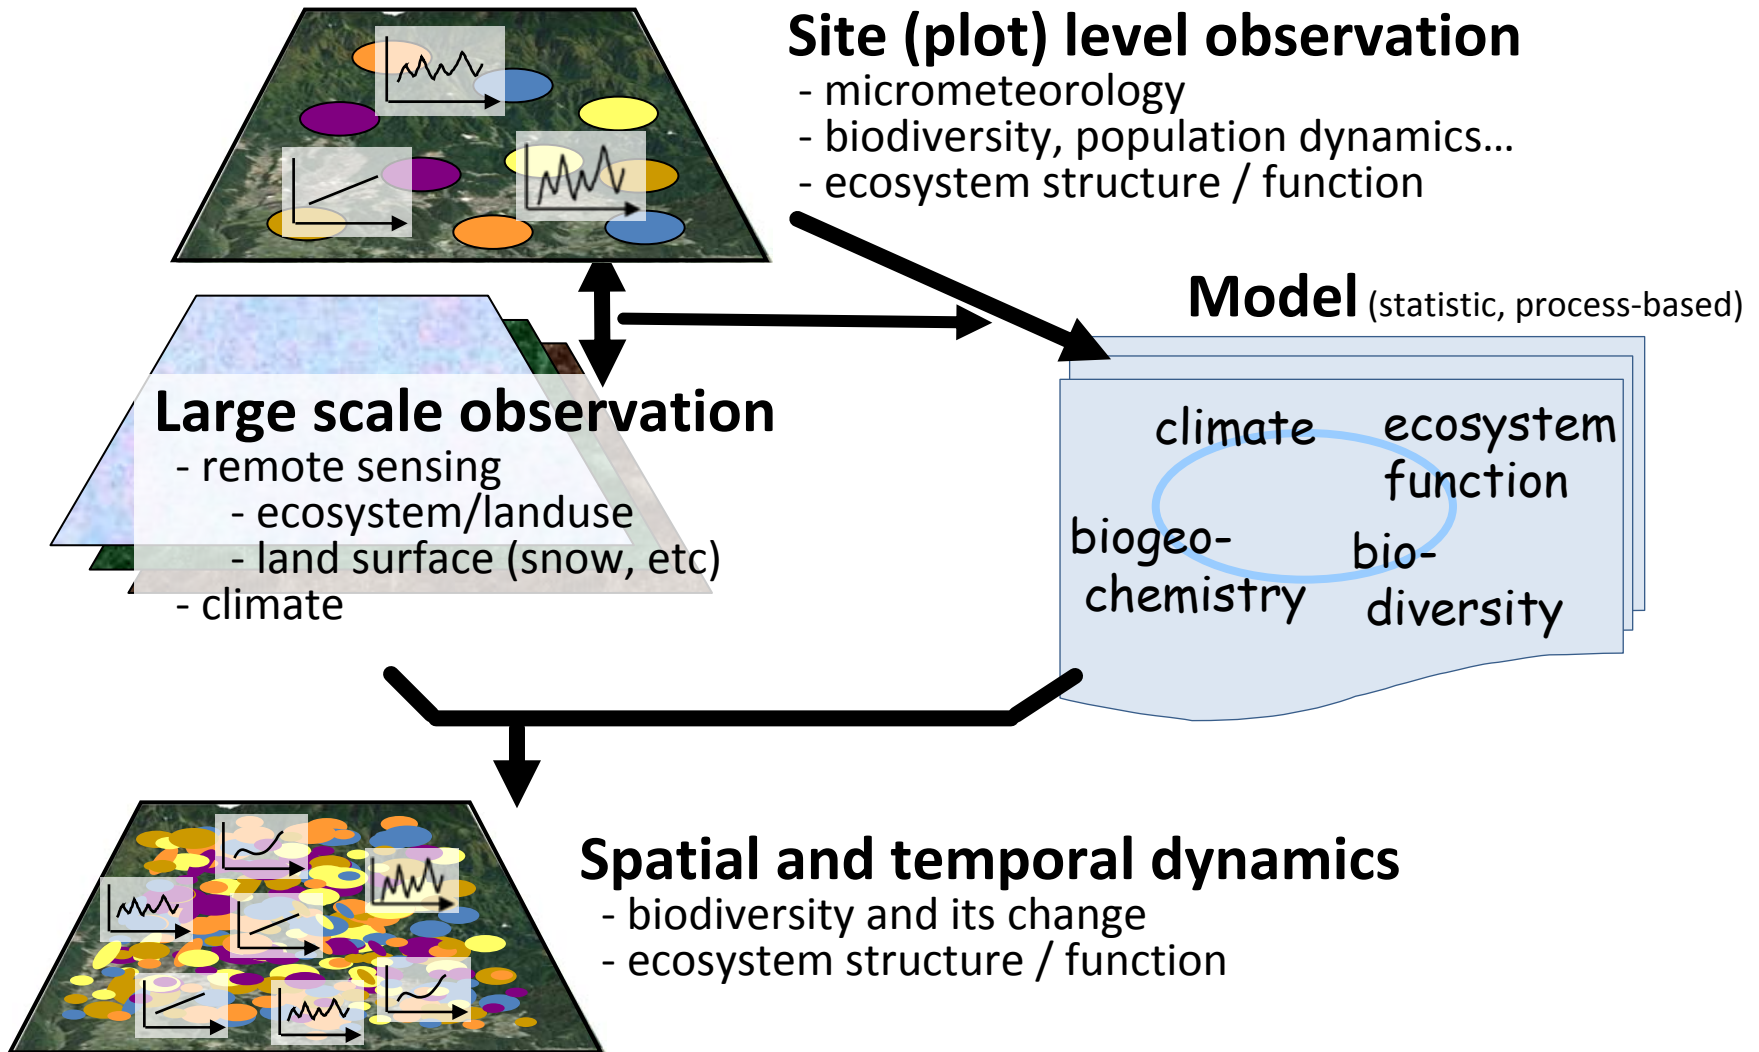 Site (plot) level observation
- micrometeorology
- biodiversity, population dynamics...
- ecosystem structure / function
Model (statistic, process-based)
climate
ecosystem
function
biogeo-
chemistry
bio-
diversity
Large scale observation
- remote sensing
- ecosystem/landuse
- land surface (snow, etc)
- climate
Spatial and temporal dynamics
- biodiversity and its change
- ecosystem structure / function